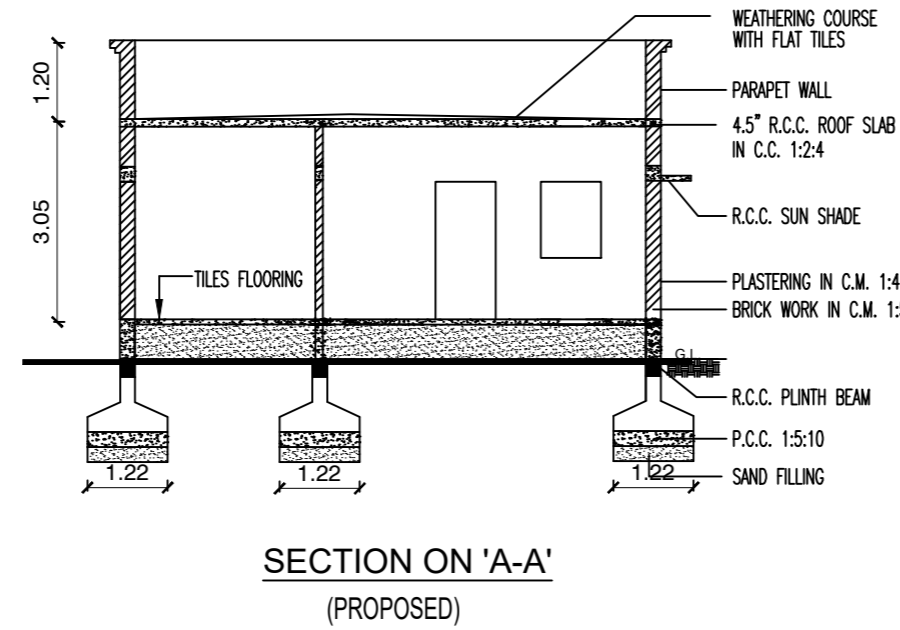 WEATHERING COURSE
WITH FLAT TILES
1.20
PARAPET WALL
4.5" R.C.C. ROOF SLAB
IN C.C. 1:2:4
3.05
R.C.C. SUN SHADE
TILES FLOORING
PLASTERING IN C.M. 1:4
BRICK WORK IN C.M. 1:
G.L
R.C.C. PLINTH BEAM
P.C.C. 1:5:10
1.22 1.22 1.22
SAND FILLING
SECTION ON 'A-A'
(PROPOSED)